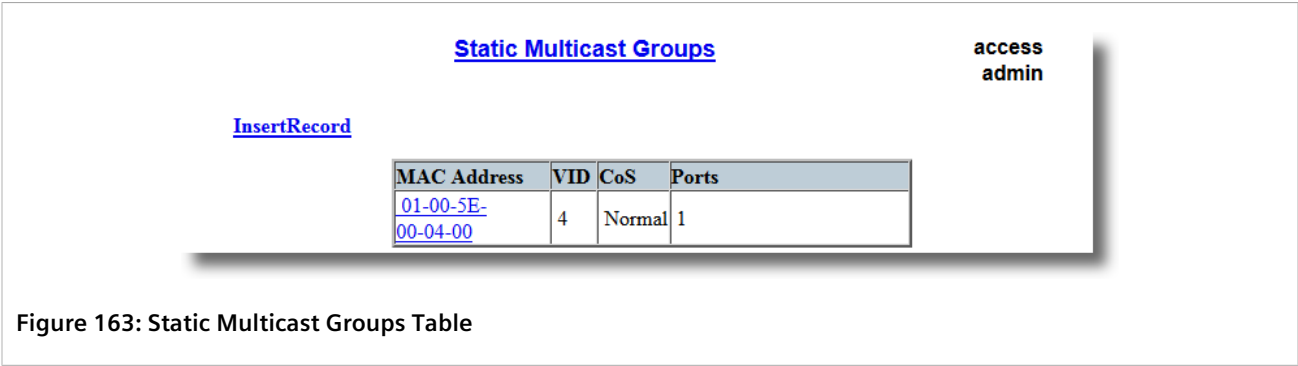 Static Multicast Groups
access
admin
InsertRecord
MAC Address VID CoS Ports
01-00-5E-
00-04-00 4 Normal 1
Figure 163: Static Multicast Groups Table